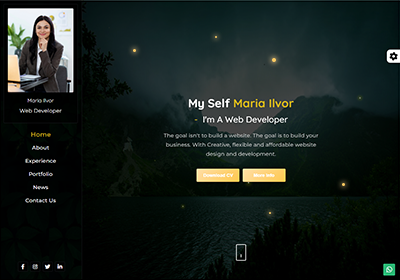 Maria Ilvor
Web Developer
Home
About
Experience
Portfolio
News
Contact Us
My Self Maria Ilvor
- I'm A Web Developer
The goal isn't to build a website. The goal is to build your
business. With Creative, flexible and affordable website
design and development.
Download CV
More Info